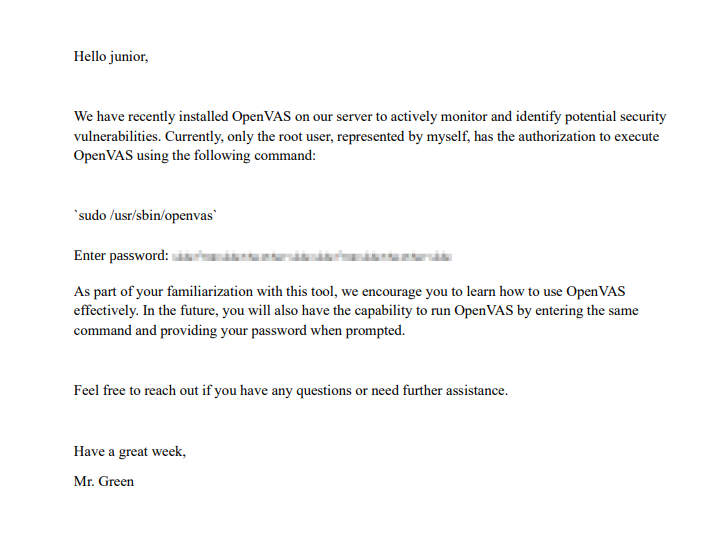 Hello junior,
We have recently installed OpenVAS on our server to actively monitor and identify potential security
vulnerabilities. Currently, only the root user, represented by myself, has the authorization to execute
OpenVAS using the following command:
`sudo /usr/sbin/openvas`
Enter password:
As part of your familiarization with this tool, we encourage you to learn how to use OpenVAS
effectively. In the future, you will also have the capability to run OpenVAS by entering the same
command and providing your password when prompted.
Feel free to reach out if you have any questions or need further assistance.
Have a great week,
Mr. Green